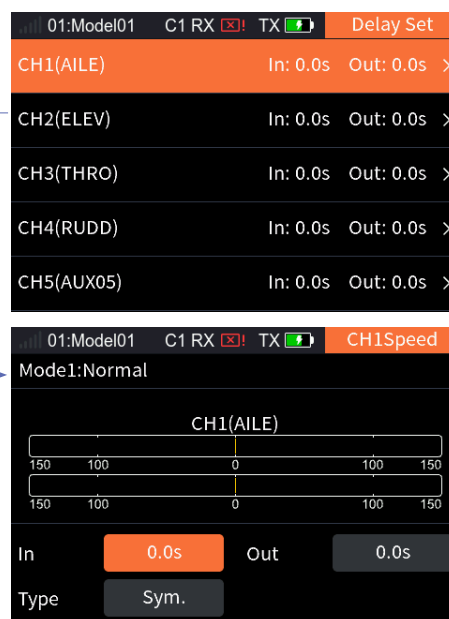 01:Model01 C1 RX ! TX Delay Set
CH1(AILE) In: 0.0s Out: 0.0s >
CH2(ELEV) In: 0.0s Out: 0.0s >
CH3(THRO) In: 0.0s Out: 0.0s >
CH4(RUDD) In: 0.0s Out: 0.0s >
CH5(AUX05) In: 0.0s Out: 0.0s >
01:Model01 C1 RX ! TX CH1Speed
Mode1:Normal
CH1(AILE)
150 100 0 100 150
150 100 0 100 150
In 0.0s Out 0.0s
Type Sym.